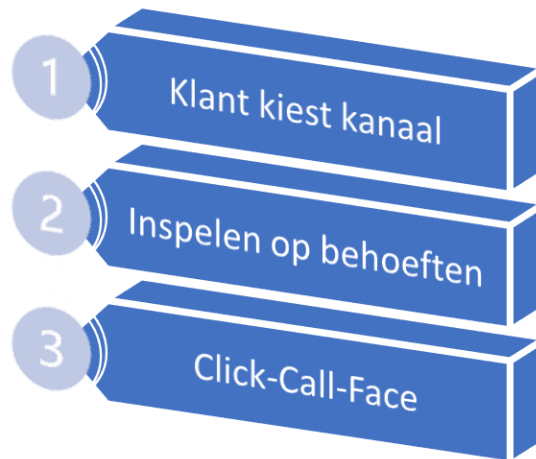 1
Klant kiest kanaal
2
Inspelen op behoeften
3
Click-Call-Face